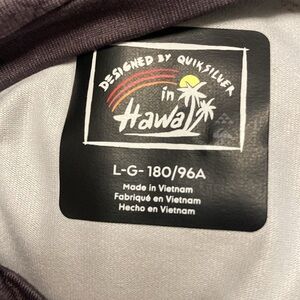 DESIGNED BY QUIKSILVER
in
Hawaii
L-G- 180/96A
Made in Vietnam
Fabriqué en Vietnam
Hecho en Vietnam